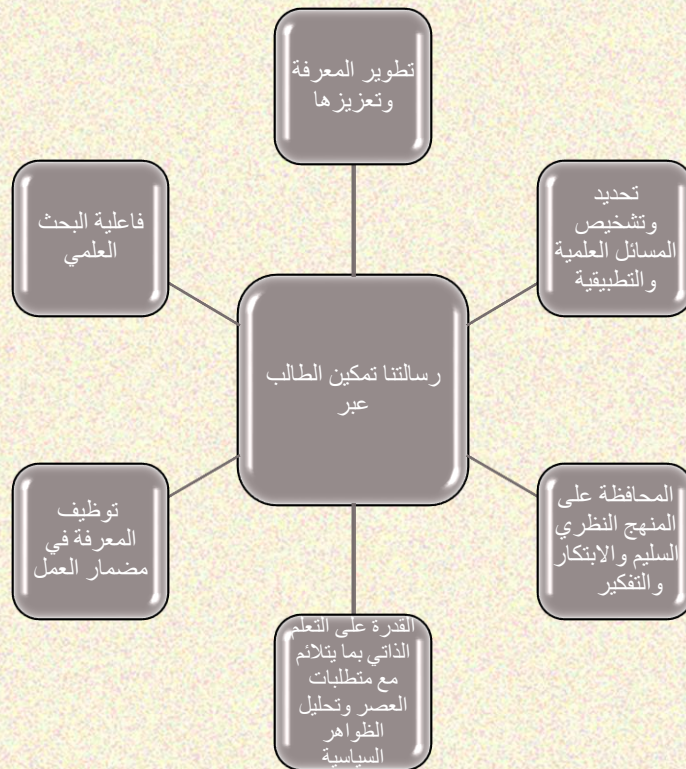 تطوير المعرفة
وتعزيزها
تحديد
وتشخيص
المسائل العلمية
والتطبيقية
فاعلية البحث
العلمي
رسالتنا تمكين الطالب
عبر
المحافظة على
المنهج النظري
السليم والابتكار
والتفكير
توظيف
المعرفة في
مضمار العمل
القدرة على التعلم
الذاتي بما يتلائم
مع متطلبات
العصر وتحليل
الظواهر
السياسية